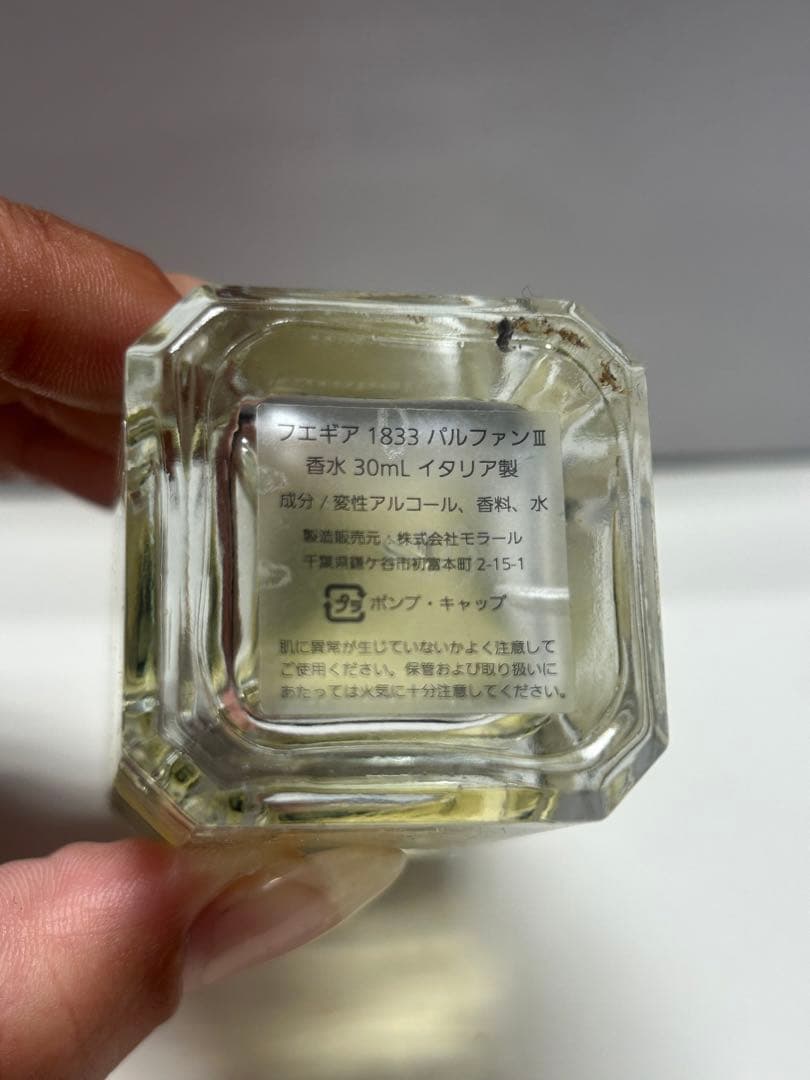 フエギア 1833 パルファンⅢ
香水 30mL イタリア製
成分 / 変性アルコール、香料、水
製造販売元：株式会社モラール
千葉県鎌ケ谷市初富本町 2-15-1
プラ ポンプ・キャップ
肌に異常が生じていないかよく注意して
ご使用ください。保管および取り扱いに
あたっては火気に十分注意してください。